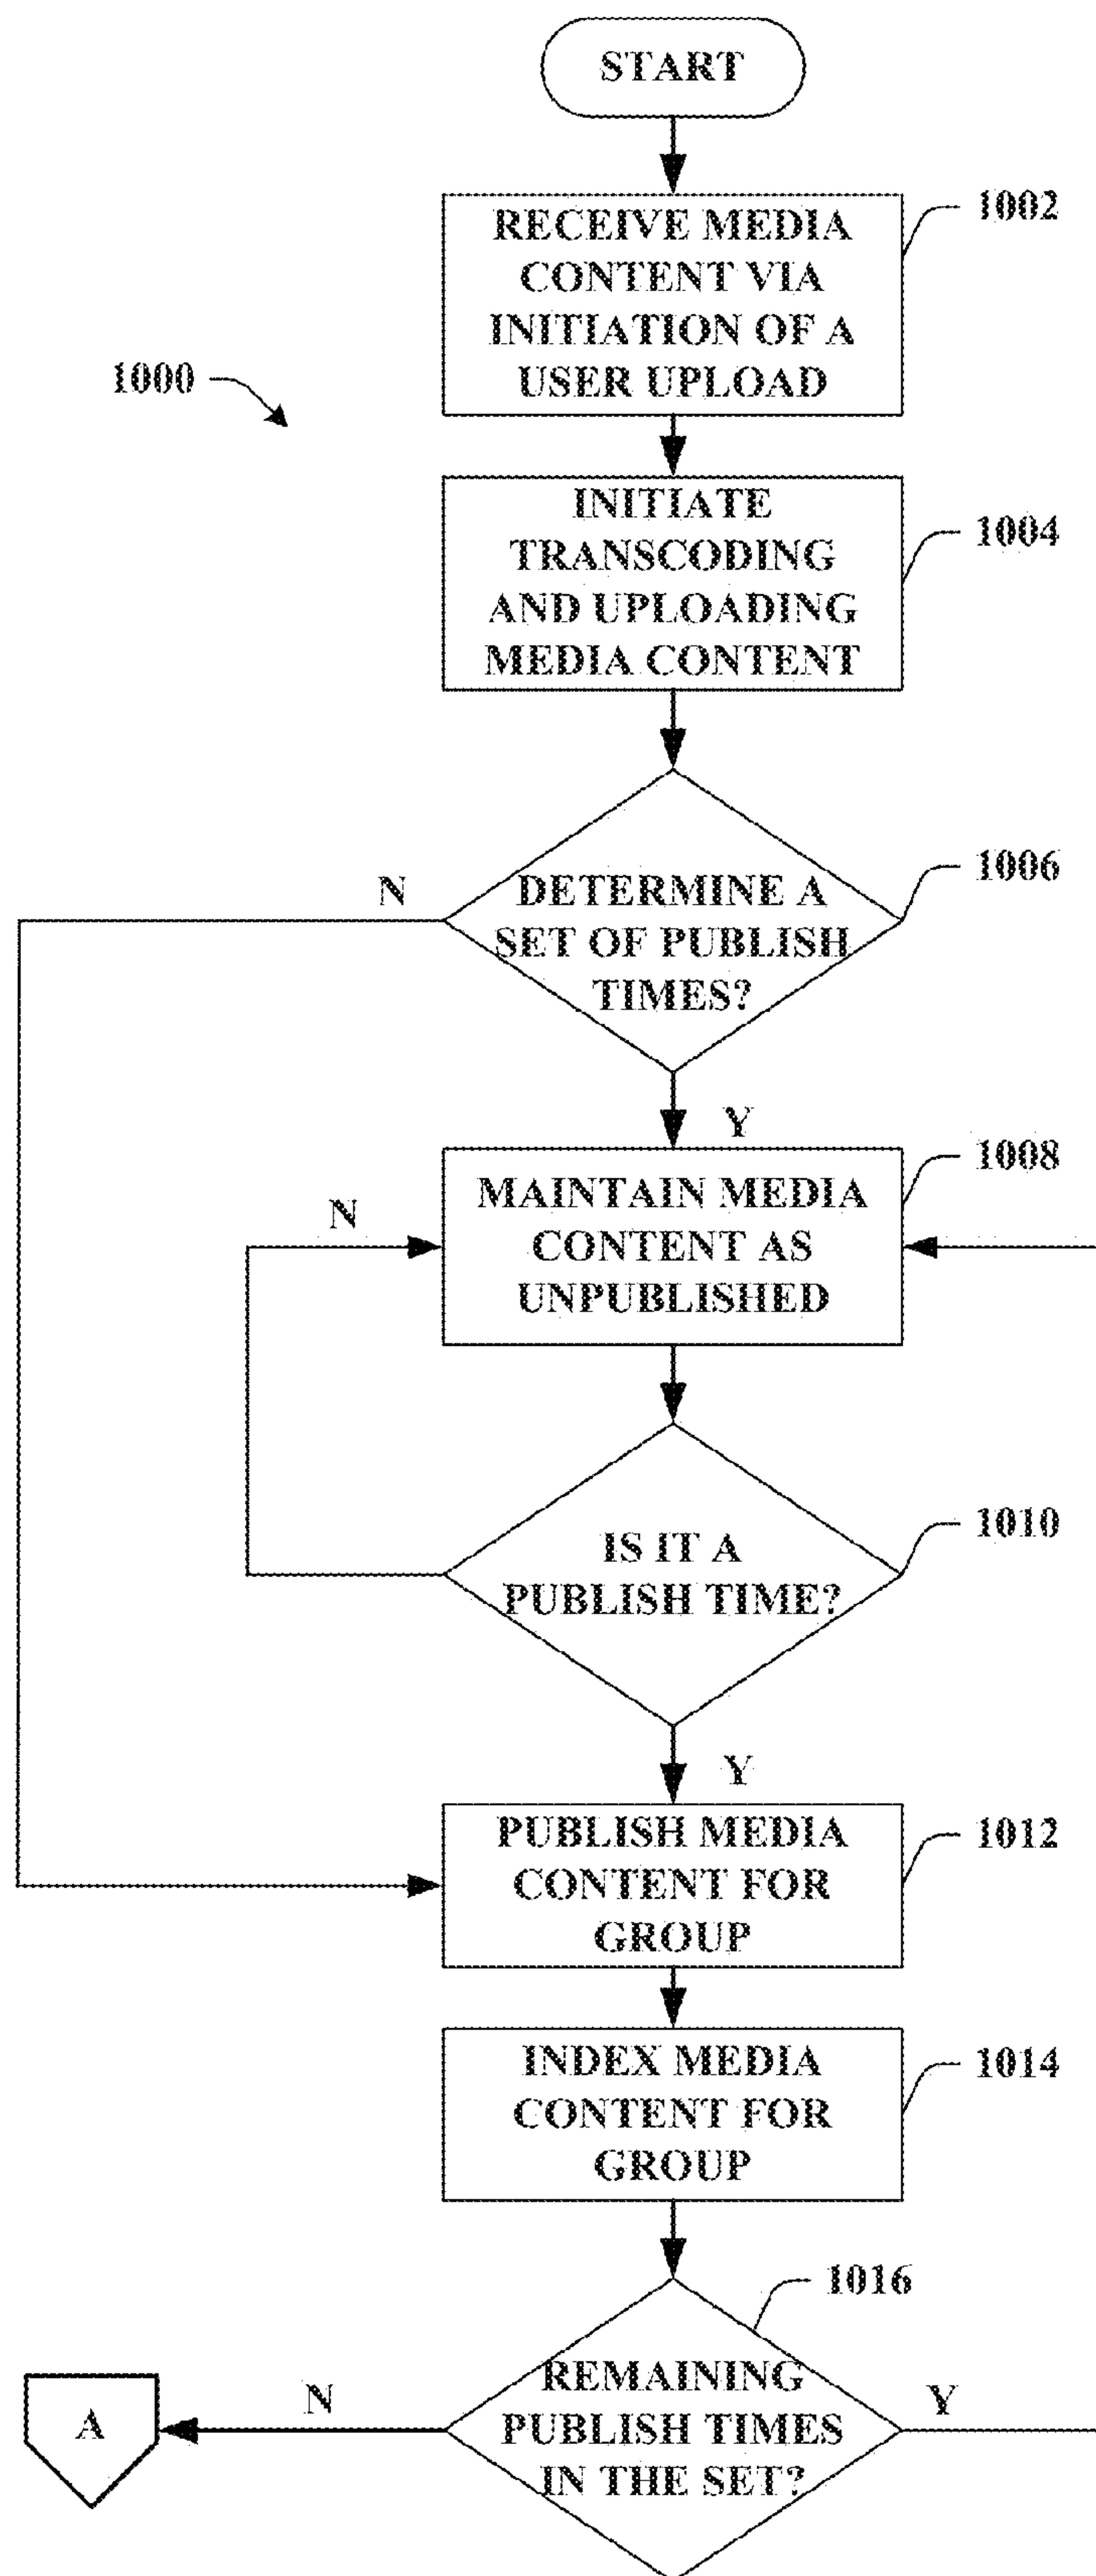 START
RECEIVE MEDIA
CONTENT VIA
INITIATION OF A
USER UPLOAD
1002
1000
INITIATE
TRANSCODING
AND UPLOADING
MEDIA CONTENT
1004
N
DETERMINE A
SET OF PUBLISH
TIMES?
1006
Y
N
MAINTAIN MEDIA
CONTENT AS
UNPUBLISHED
1008
IS IT A
PUBLISH TIME?
1010
Y
PUBLISH MEDIA
CONTENT FOR
GROUP
1012
INDEX MEDIA
CONTENT FOR
GROUP
1014
1016
REMAINING
PUBLISH TIMES
IN THE SET?
N
Y
A